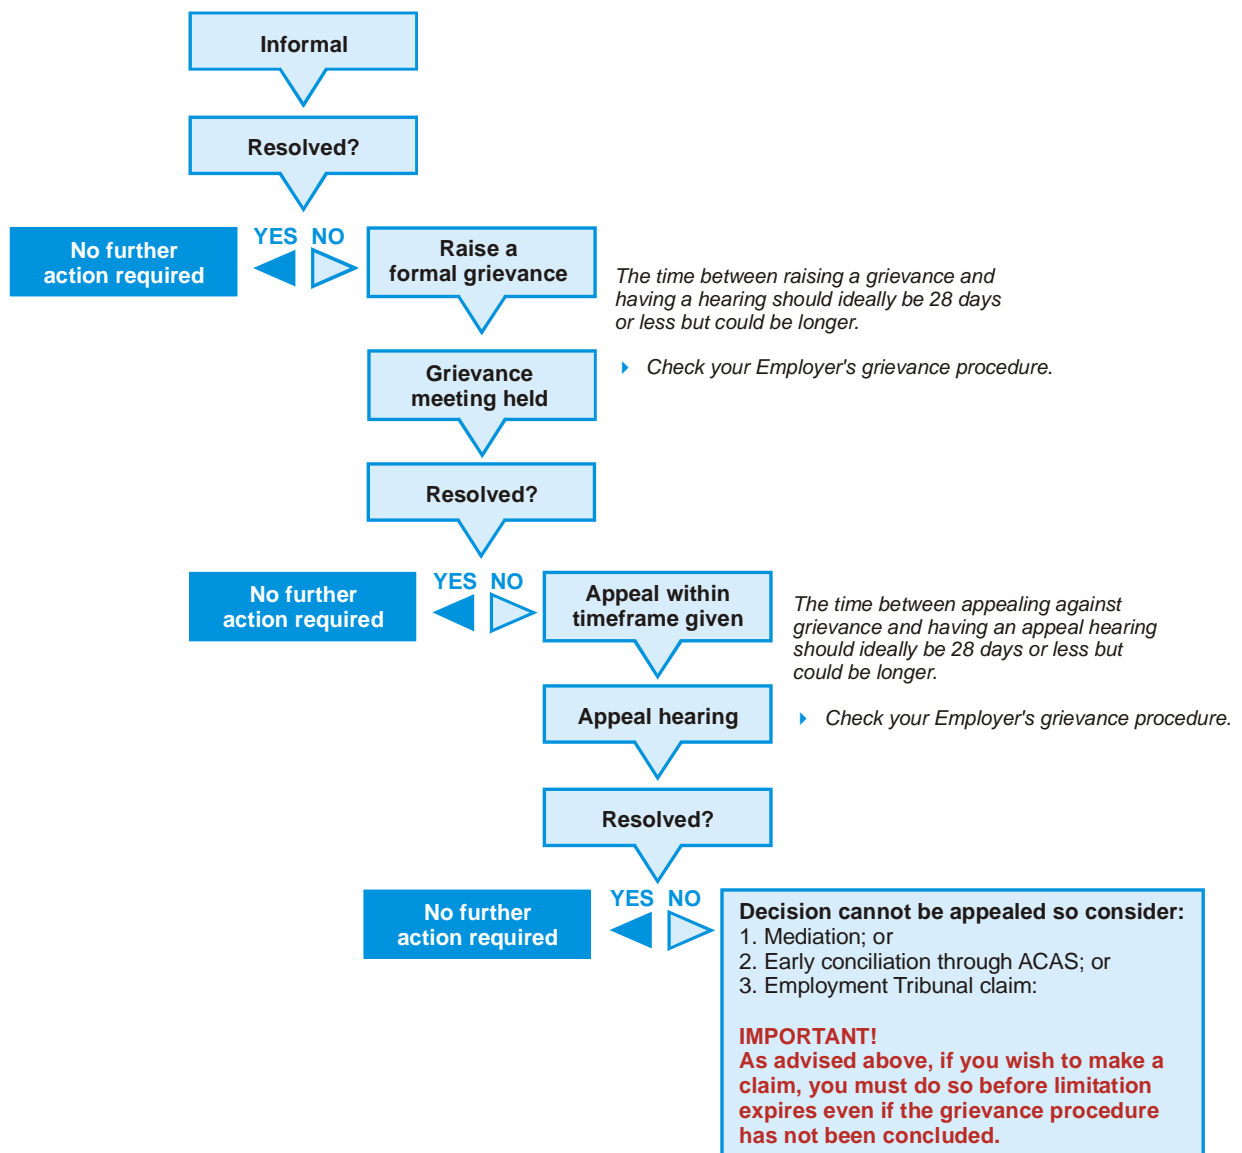 Informal
Resolved?
No further
action required
YES NO
Raise a
formal grievance
The time between raising a grievance and
having a hearing should ideally be 28 days
or less but could be longer.
Check your Employer's grievance procedure.
Grievance
meeting held
Resolved?
No further
action required
YES NO
Appeal within
timeframe given
The time between appealing against
grievance and having an appeal hearing
should ideally be 28 days or less but
could be longer.
Appeal hearing
Check your Employer's grievance procedure.
Resolved?
No further
action required
YES NO
Decision cannot be appealed so consider:
1. Mediation; or
2. Early conciliation through ACAS; or
3. Employment Tribunal claim:
IMPORTANT!
As advised above, if you wish to make a
claim, you must do so before limitation
expires even if the grievance procedure
has not been concluded.